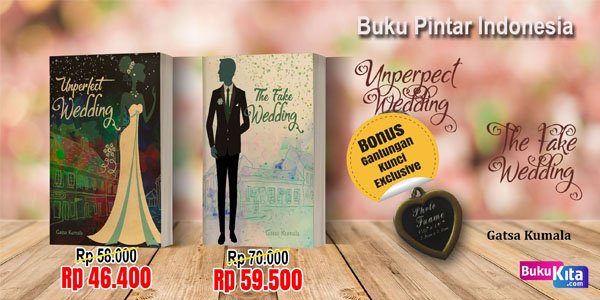 Buku Pintar Indonesia
Unperfect
Wedding
Gatsa Kumala
Rp 58.000
Rp 46.400
The Fake
Wedding
Gatsa Kumala
Rp 70.000
Rp 59.500
Unperpect
Wedding
BONUS
Gantungan
Kunci
Exclusive
Photo
Frame
The Fake
Wedding
Gatsa Kumala
BukuKita
.com